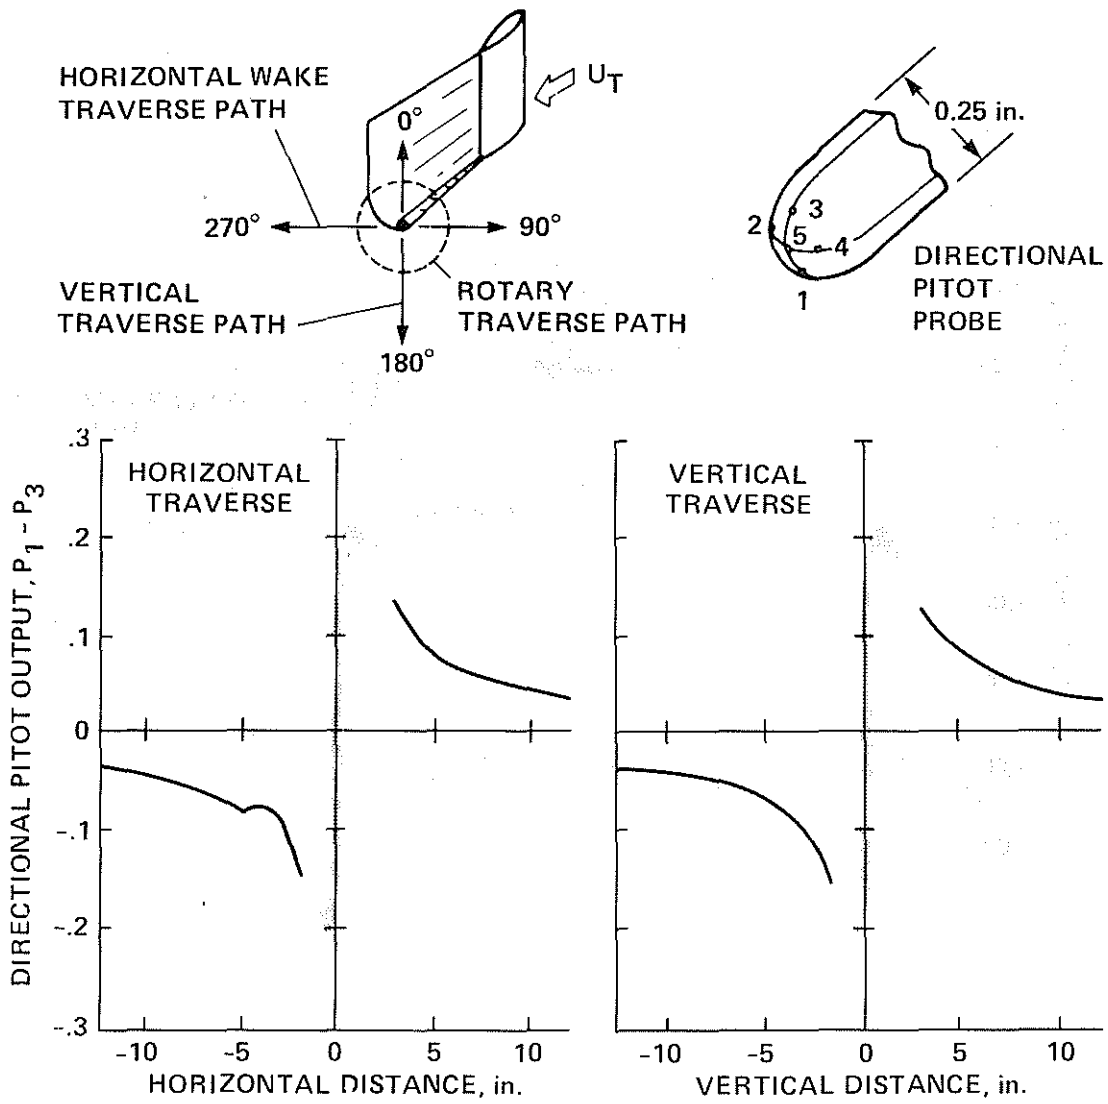 HORIZONTAL WAKE
TRAVERSE PATH
0°
U_T
270°
90°
VERTICAL
TRAVERSE PATH
ROTARY
TRAVERSE PATH
180°
0.25 in.
2
3
5
4
1
DIRECTIONAL
PITOT
PROBE
DIRECTIONAL PITOT OUTPUT, P₁ - P₃
.3
.2
.1
0
-.1
-.2
-.3
HORIZONTAL
TRAVERSE
-10
-5
0
5
10
HORIZONTAL DISTANCE, in.
VERTICAL
TRAVERSE
-10
-5
0
5
10
VERTICAL DISTANCE, in.